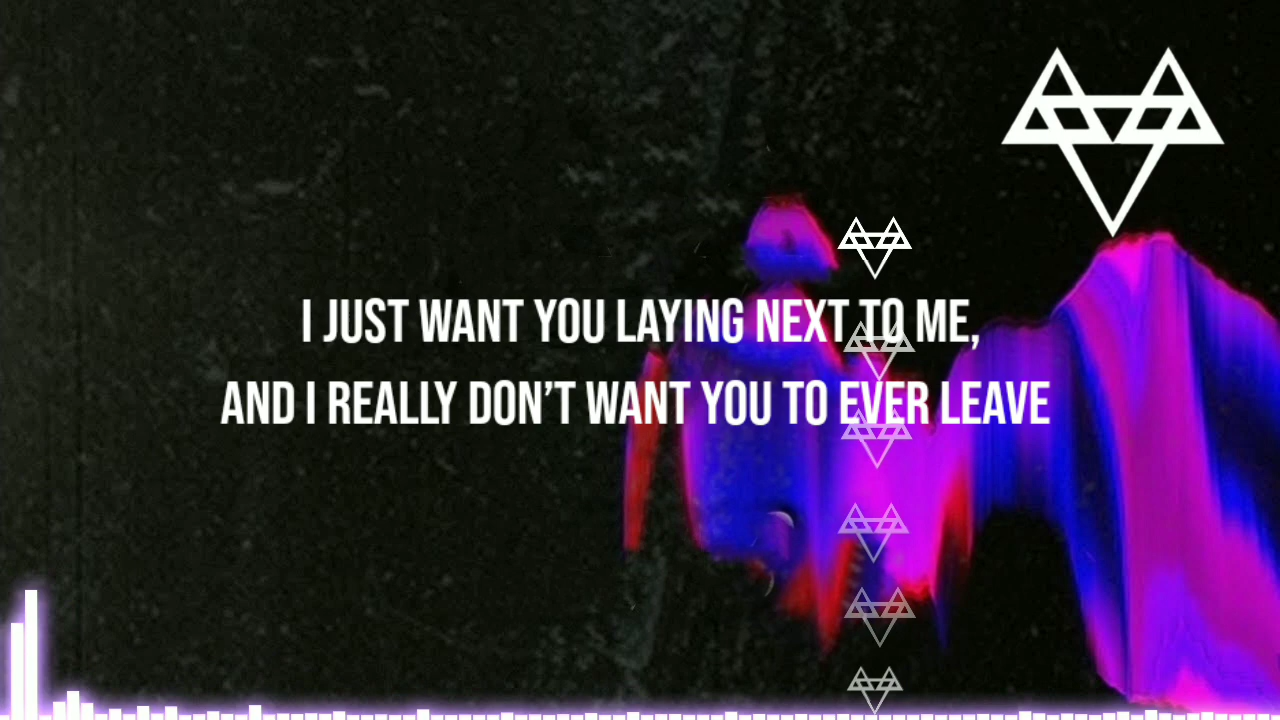 I JUST WANT YOU LAYING NEXT TO ME,
AND I REALLY DON’T WANT YOU TO EVER LEAVE